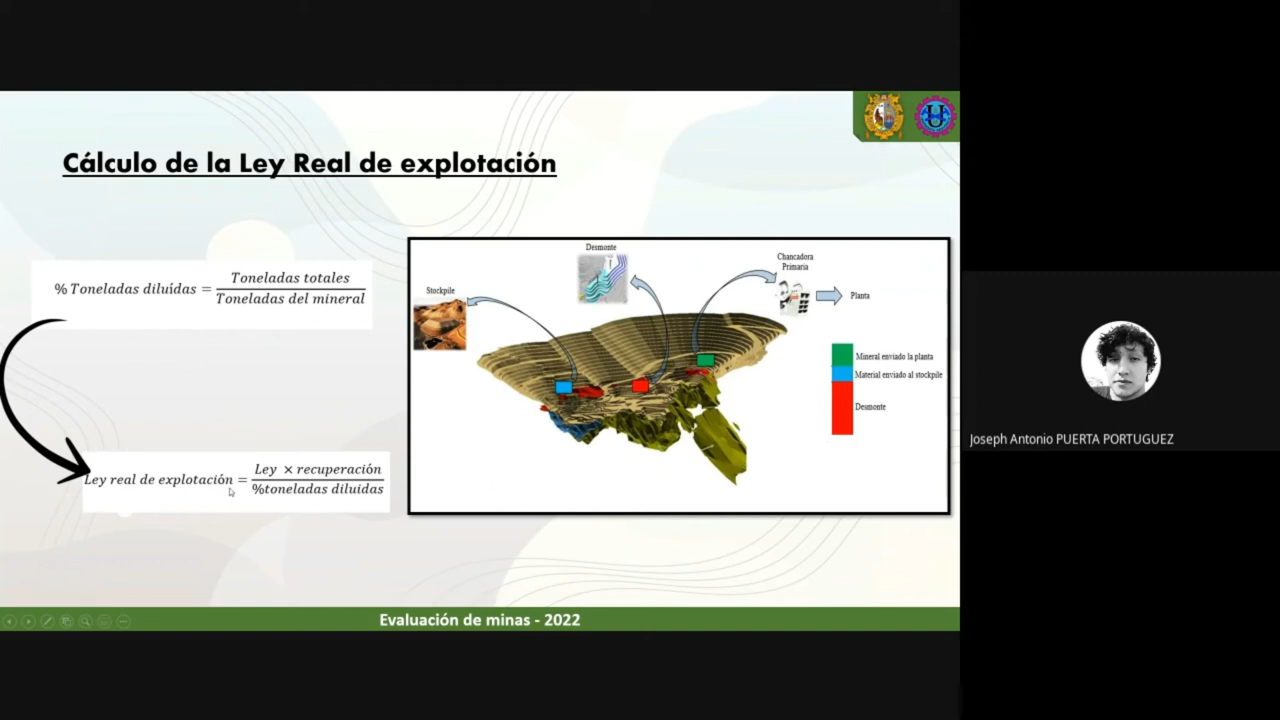 Cálculo de la Ley Real de explotación
% Toneladas diluídas = Toneladas totales / Toneladas del mineral
Ley real de explotación = Ley × recuperación / %toneladas diluidas
Stockpile
Desmonte
Chancadora
Primaria
Planta
Mineral enviado la planta
Material enviado al stockpile
Desmonte
Evaluación de minas - 2022
Joseph Antonio PUERTA PORTUGUEZ